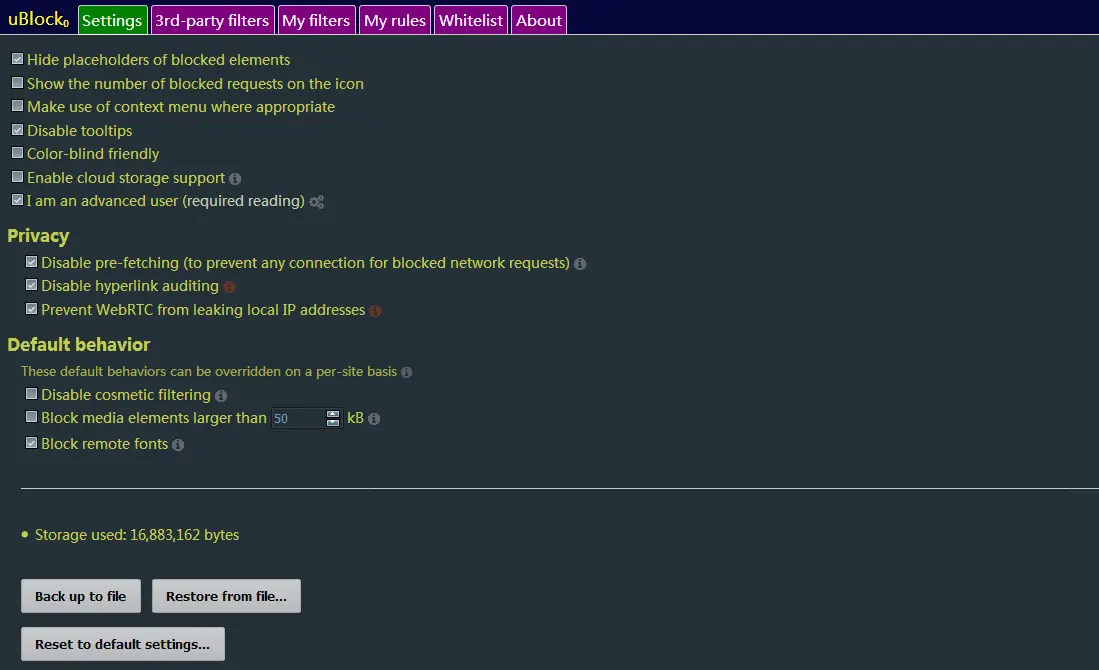 uBlock₀ Settings 3rd-party filters My filters My rules Whitelist About
Hide placeholders of blocked elements
Show the number of blocked requests on the icon
Make use of context menu where appropriate
Disable tooltips
Color-blind friendly
Enable cloud storage support
I am an advanced user (required reading)
Privacy
Disable pre-fetching (to prevent any connection for blocked network requests)
Disable hyperlink auditing
Prevent WebRTC from leaking local IP addresses
Default behavior
These default behaviors can be overridden on a per-site basis
Disable cosmetic filtering
Block media elements larger than 50 kB
Block remote fonts
Storage used: 16,883,162 bytes
Back up to file Restore from file...
Reset to default settings...